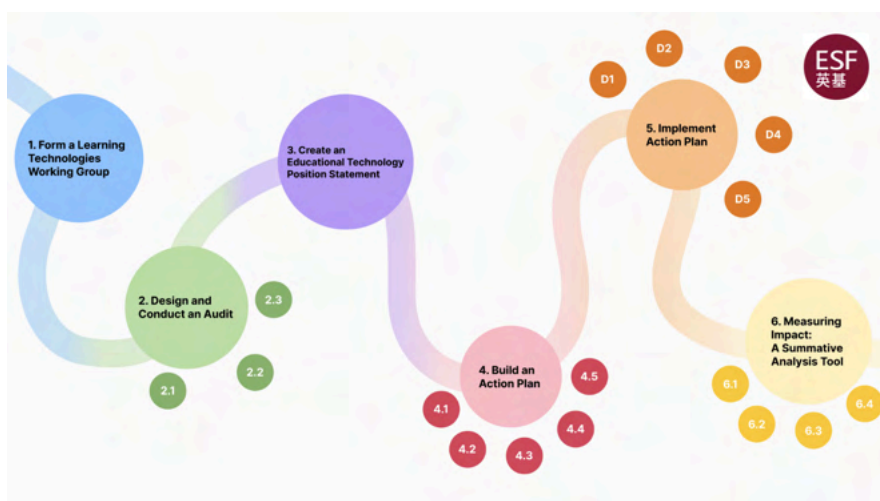 ESF
英基
1. Form a Learning
Technologies
Working Group
2. Design and
Conduct an Audit
2.1
2.2
2.3
3. Create an
Educational Technology
Position Statement
4. Build an
Action Plan
4.1
4.2
4.3
4.4
4.5
5. Implement
Action Plan
D1
D2
D3
D4
D5
6. Measuring
Impact:
A Summative
Analysis Tool
6.1
6.2
6.3
6.4